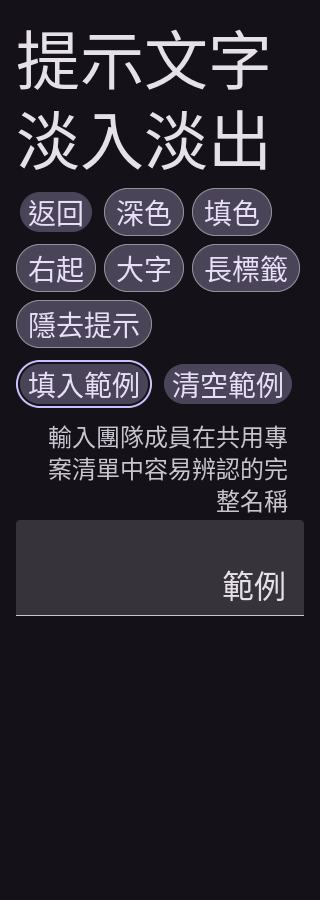 提示文字
淡入淡出
返回 深色 填色
右起 大字 長標籤
隱去提示
填入範例 清空範例
輸入團隊成員在共用專
案清單中容易辨認的完
整名稱
範例